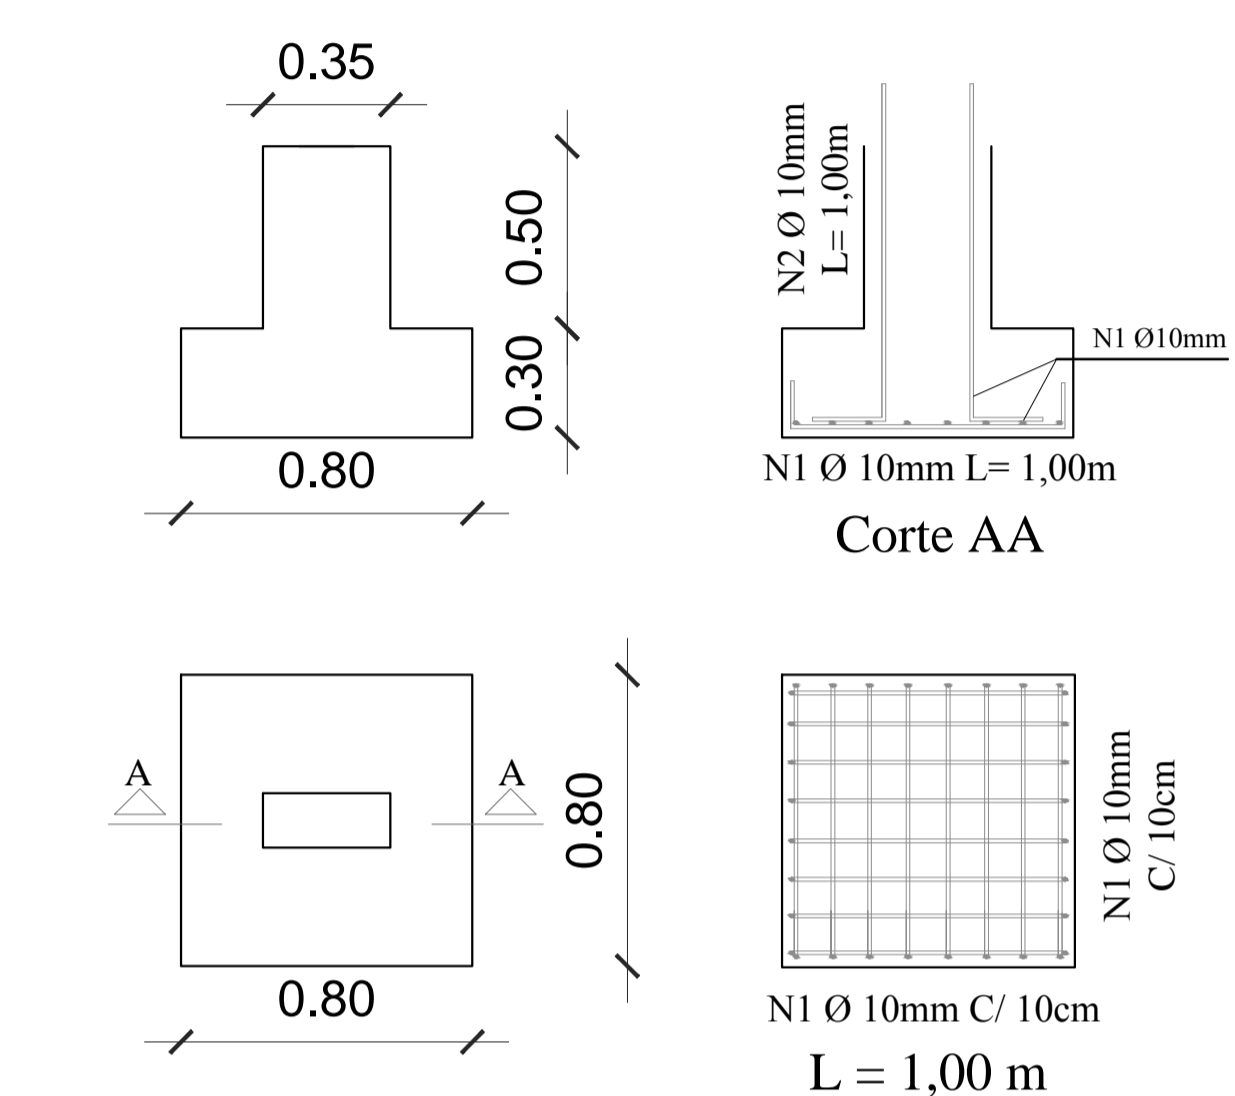 0.35
0.50
0.30
0.80
N2 Ø 10mm
L= 1,00m
N1 Ø10mm
N1 Ø 10mm L= 1,00m
Corte AA
A
A
0.80
0.80
N1 Ø 10mm
C/ 10cm
N1 Ø 10mm C/ 10cm
L = 1,00 m